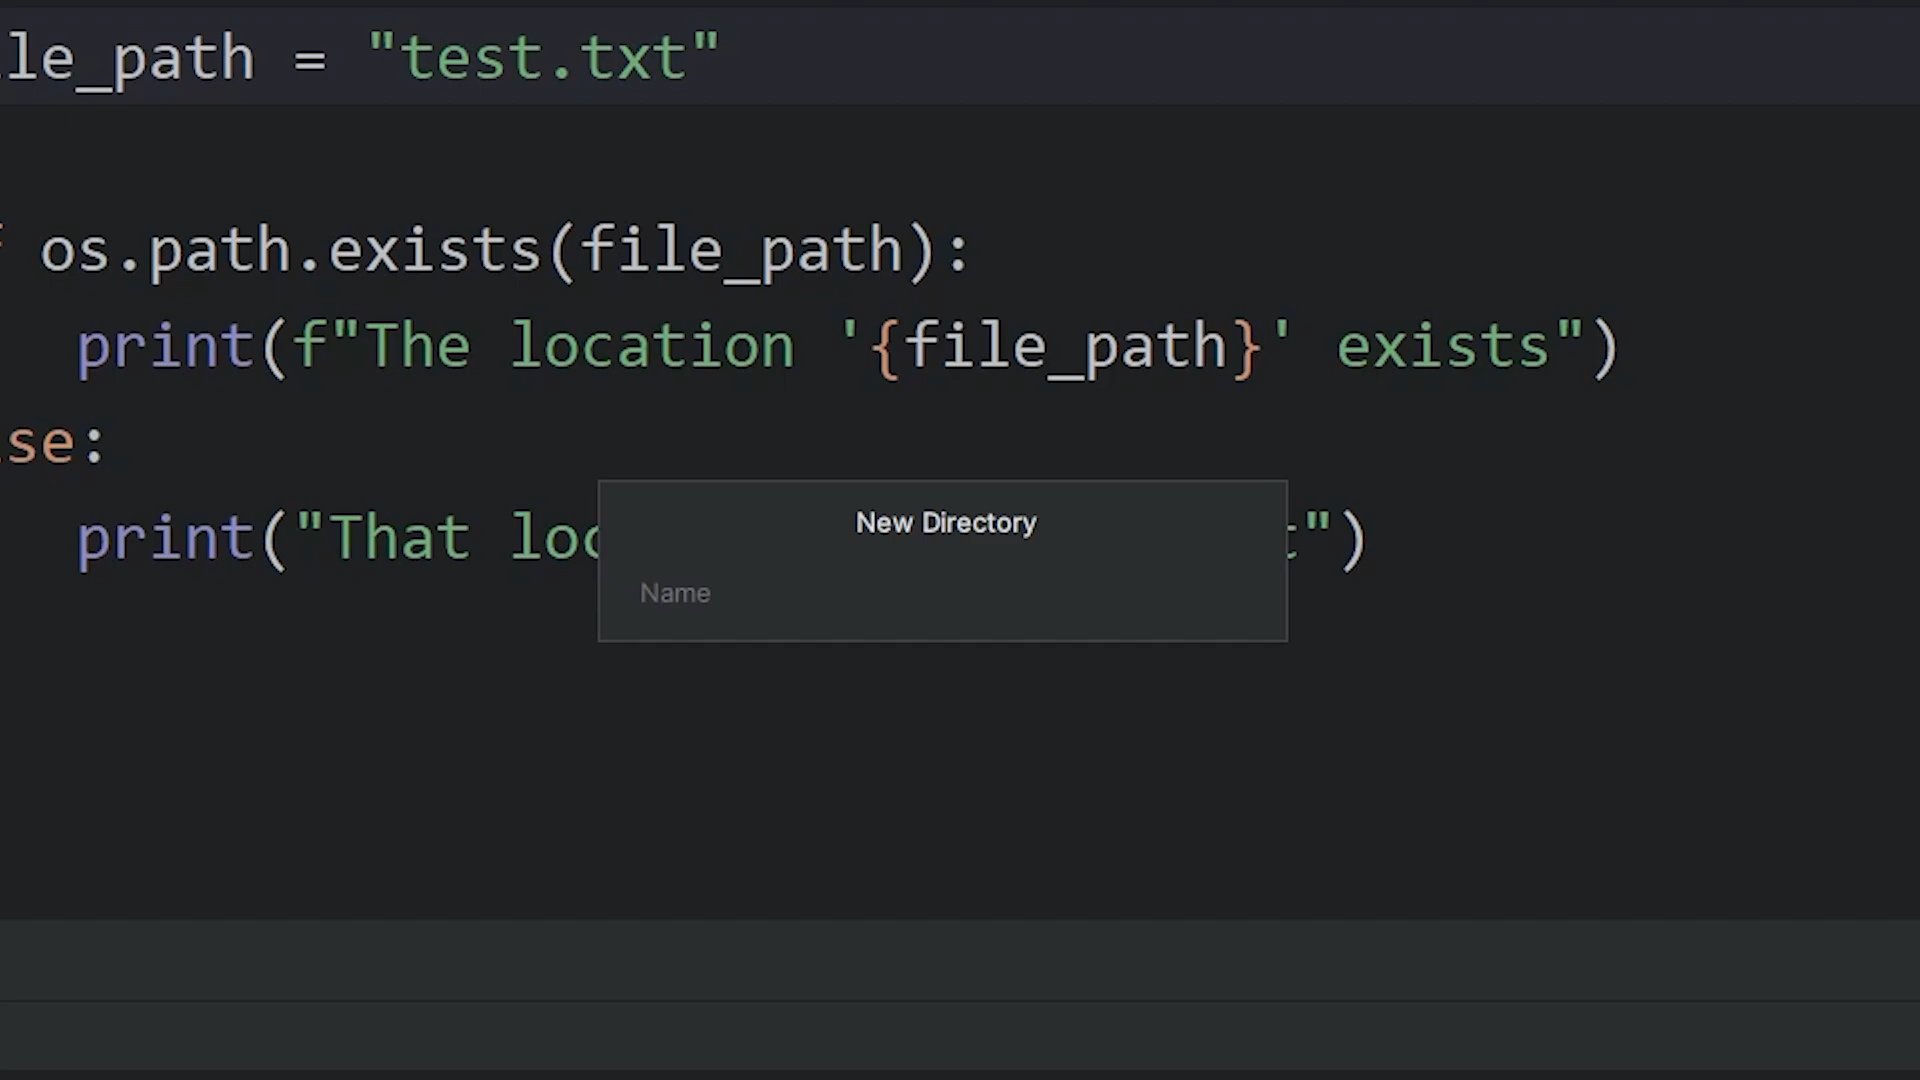 le_path = "test.txt"
os.path.exists(file_path):
print(f"The location '{file_path}' exists")
se:
print("That loc t")
New Directory
Name